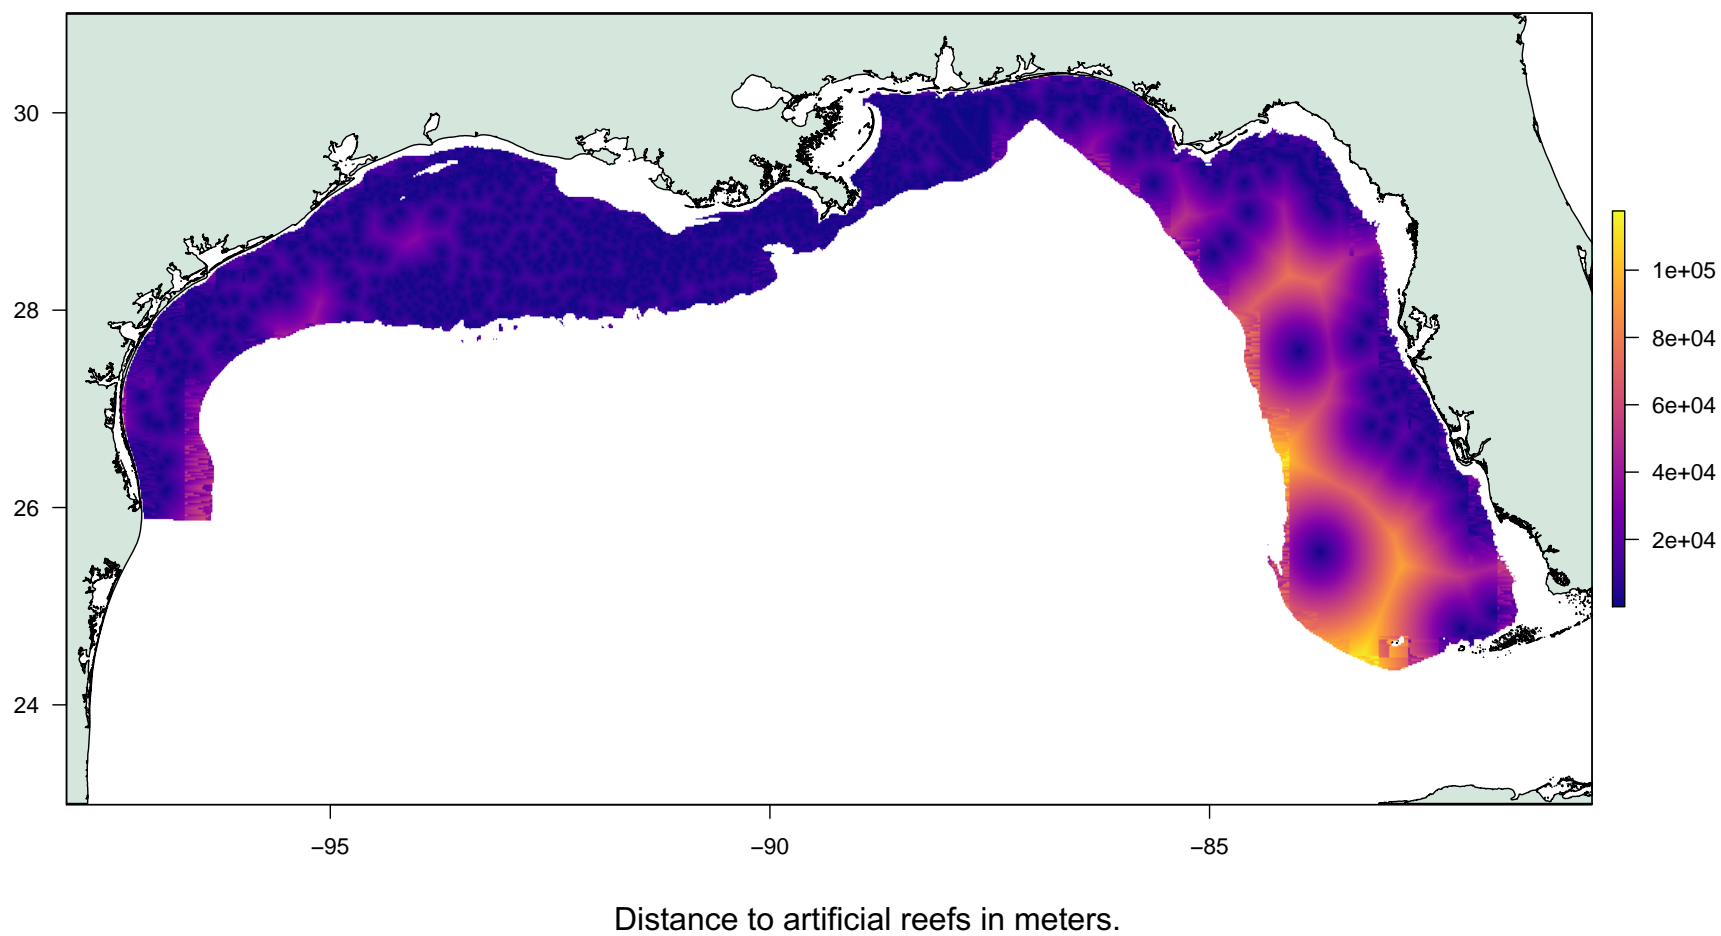 30
28
26
24
−95
−90
−85
1e+05
8e+04
6e+04
4e+04
2e+04
Distance to artificial reefs in meters.